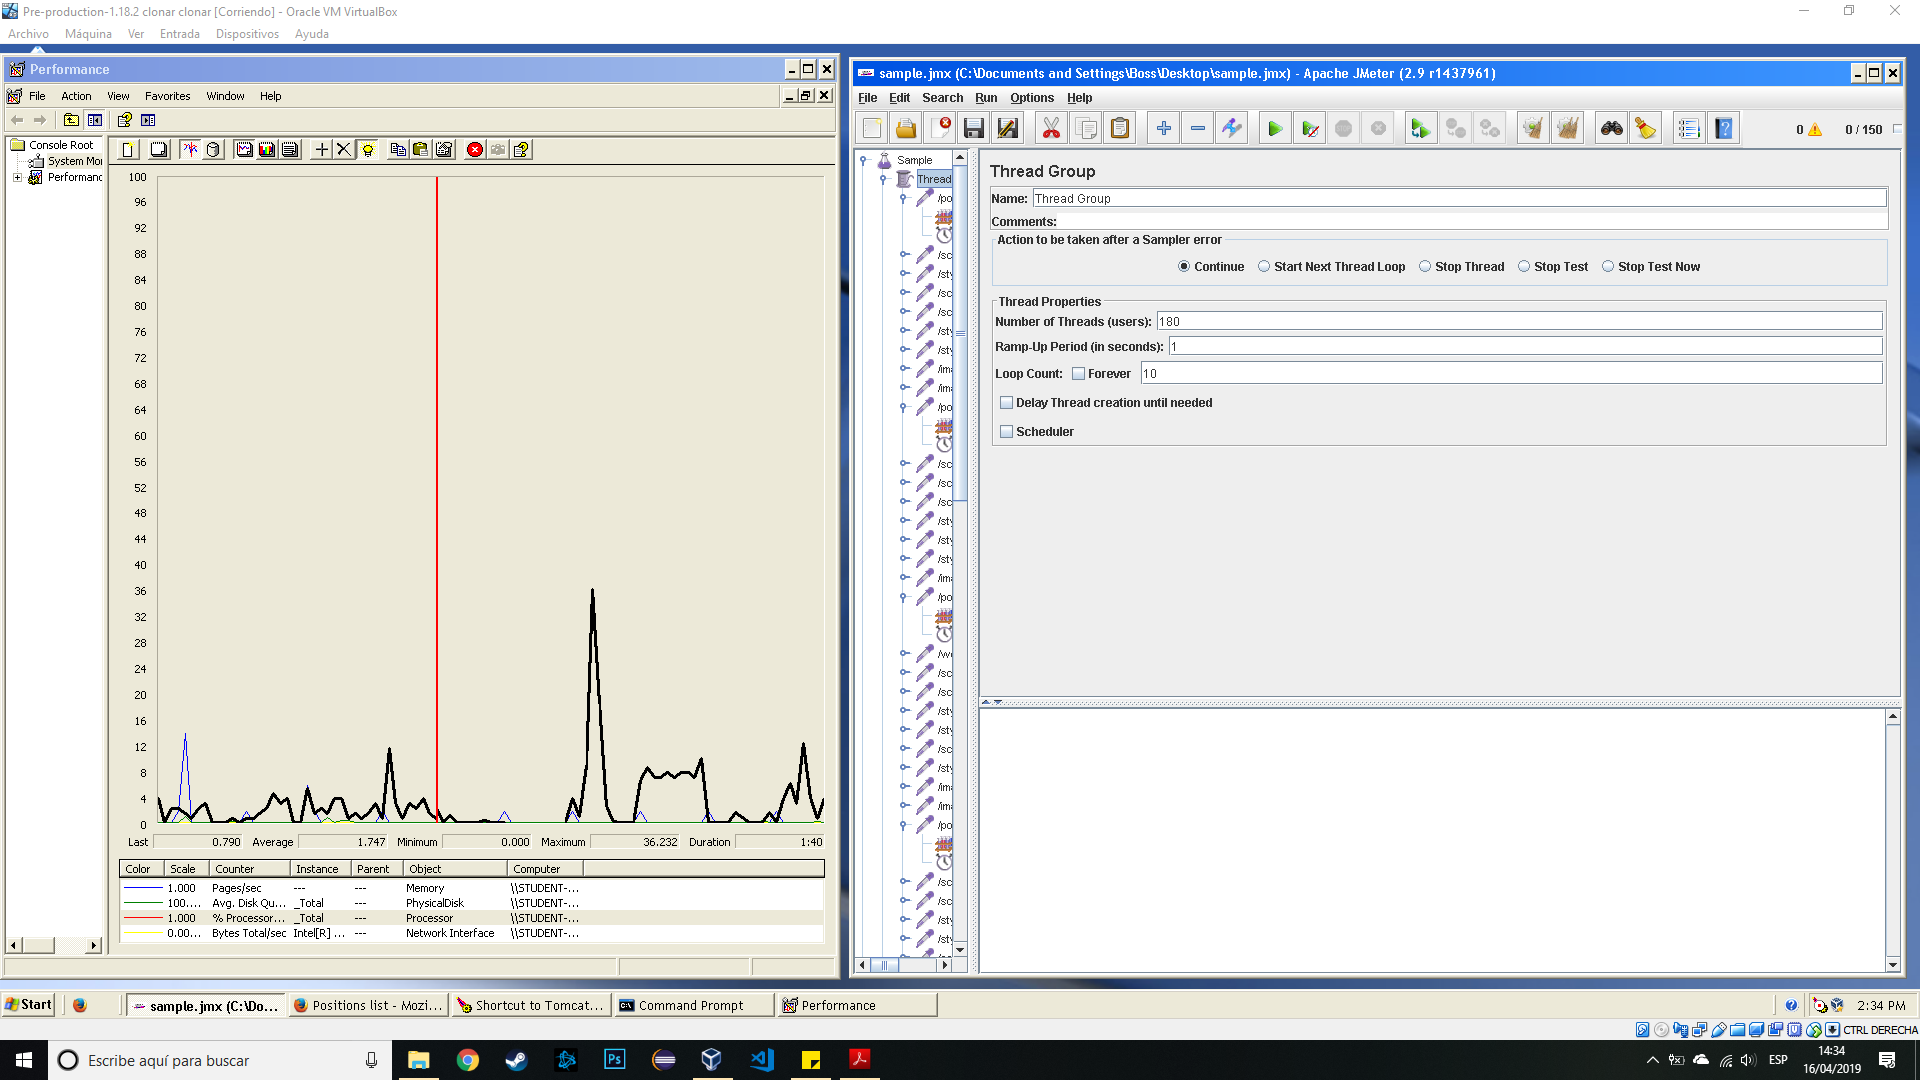 Pre-production-1.18.2 clonar clonar [Corriendo] - Oracle VM VirtualBox
Archivo Máquina Ver Entrada Dispositivos Ayuda
Performance
File Action View Favorites Window Help
Console Root
System Mo
Performanc
100
96
92
88
84
80
76
72
68
64
60
56
52
48
44
40
36
32
28
24
20
16
12
8
4
0
Last 0.790 Average 1.747 Minimum 0.000 Maximum 36.232 Duration 1:40
Color Scale Counter Instance Parent Object Computer
1.000 Pages/sec --- --- Memory \\STUDENT-...
100.... Avg. Disk Qu... _Total --- PhysicalDisk \\STUDENT-...
1.000 % Processor... _Total --- Processor \\STUDENT-...
0.00... Bytes Total/sec Intel[R] ... --- Network Interface \\STUDENT-...
sample.jmx (C:\Documents and Settings\Boss\Desktop\sample.jmx) - Apache JMeter (2.9 r1437961)
File Edit Search Run Options Help
0 0 / 150
Sample
Thread
/po
/sc
/sty
/sc
/sc
/sty
/sty
/ima
/ima
/po
/sc
/sc
/sc
/sty
/sty
/sty
/ima
/po
/we
/sc
/sc
/sty
/sty
/sc
/sty
/ima
/ima
/po
/sc
/sc
/sty
/sty
Thread Group
Name: Thread Group
Comments:
Action to be taken after a Sampler error
Continue Start Next Thread Loop Stop Thread Stop Test Stop Test Now
Thread Properties
Number of Threads (users): 180
Ramp-Up Period (in seconds): 1
Loop Count: Forever 10
Delay Thread creation until needed
Scheduler
Start sample.jmx (C:\Do... Positions list - Mozi... Shortcut to Tomcat... Command Prompt Performance 2:34 PM
CTRL DERECHA
Escribe aquí para buscar
Ps
ESP
14:34
16/04/2019